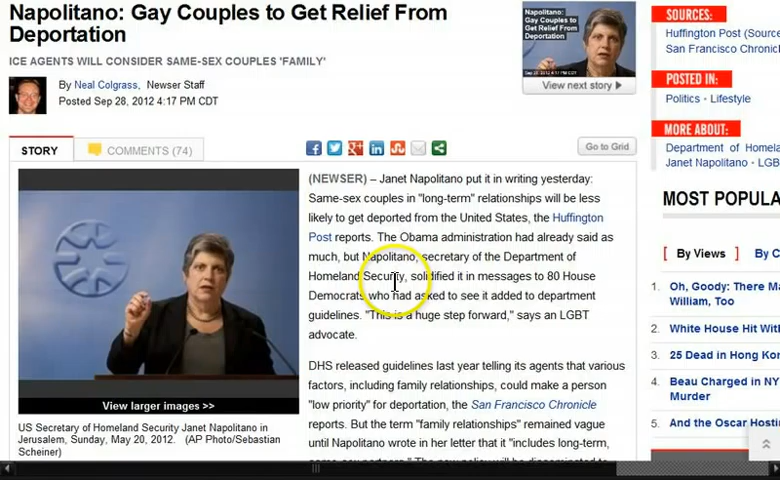 Napolitano: Gay Couples to Get Relief From
Deportation
ICE AGENTS WILL CONSIDER SAME-SEX COUPLES 'FAMILY'
By Neal Colgrass, Newser Staff
Posted Sep 28, 2012 4:17 PM CDT
Napolitano:
Gay Couples to
Get Relief From
Deportation
View next story
STORY
COMMENTS (74)
Go to Grid
View larger images >>
US Secretary of Homeland Security Janet Napolitano in
Jerusalem, Sunday, May 20, 2012. (AP Photo/Sebastian
Scheiner)
(NEWSER) – Janet Napolitano put it in writing yesterday:
Same-sex couples in "long-term" relationships will be less
likely to get deported from the United States, the Huffington
Post reports. The Obama administration had already said as
much, but Napolitano, secretary of the Department of
Homeland Security, solidified it in messages to 80 House
Democrats who had asked to see it added to department
guidelines. "This is a huge step forward," says an LGBT
advocate.
DHS released guidelines last year telling its agents that various
factors, including family relationships, could make a person
"low priority" for deportation, the San Francisco Chronicle
reports. But the term "family relationships" remained vague
until Napolitano wrote in her letter that it "includes long-term,
SOURCES:
Huffington Post (Source
San Francisco Chronicle
POSTED IN:
Politics - Lifestyle
MORE ABOUT:
Department of Homela
Janet Napolitano - LGB
MOST POPULA
[ By Views ] By C
1. Oh, Goody: There Ma
William, Too
2. White House Hit With
3. 25 Dead in Hong Kon
4. Beau Charged in NY
Murder
5. And the Oscar Hostin